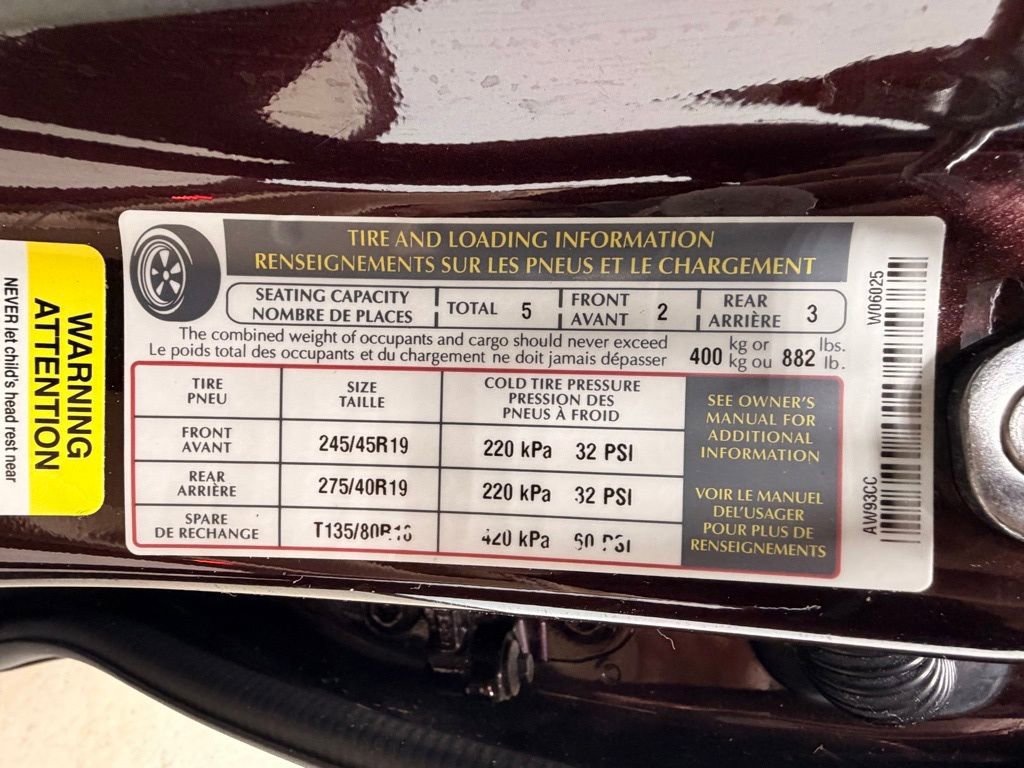 TIRE AND LOADING INFORMATION
RENSEIGNEMENTS SUR LES PNEUS ET LE CHARGEMENT
SEATING CAPACITY
NOMBRE DE PLACES
TOTAL 5
FRONT
AVANT 2
REAR
ARRIÈRE 3
The combined weight of occupants and cargo should never exceed
Le poids total des occupants et du chargement ne doit jamais dépasser
400 kg or
kg ou 882 lbs.
lb.
TIRE
PNEU
SIZE
TAILLE
COLD TIRE PRESSURE
PRESSION DES
PNEUS À FROID
FRONT
AVANT
245/45R19
220 kPa 32 PSI
REAR
ARRIÈRE
275/40R19
220 kPa 32 PSI
SPARE
DE RECHANGE
T135/80R
420 kPa 60 PSI
SEE OWNER'S
MANUAL FOR
ADDITIONAL
INFORMATION
VOIR LE MANUEL
DEL'USAGER
POUR PLUS DE
RENSEIGNEMENTS
W06025
AW93CC
WARNING
ATTENTION
NEVER let child's head rest near